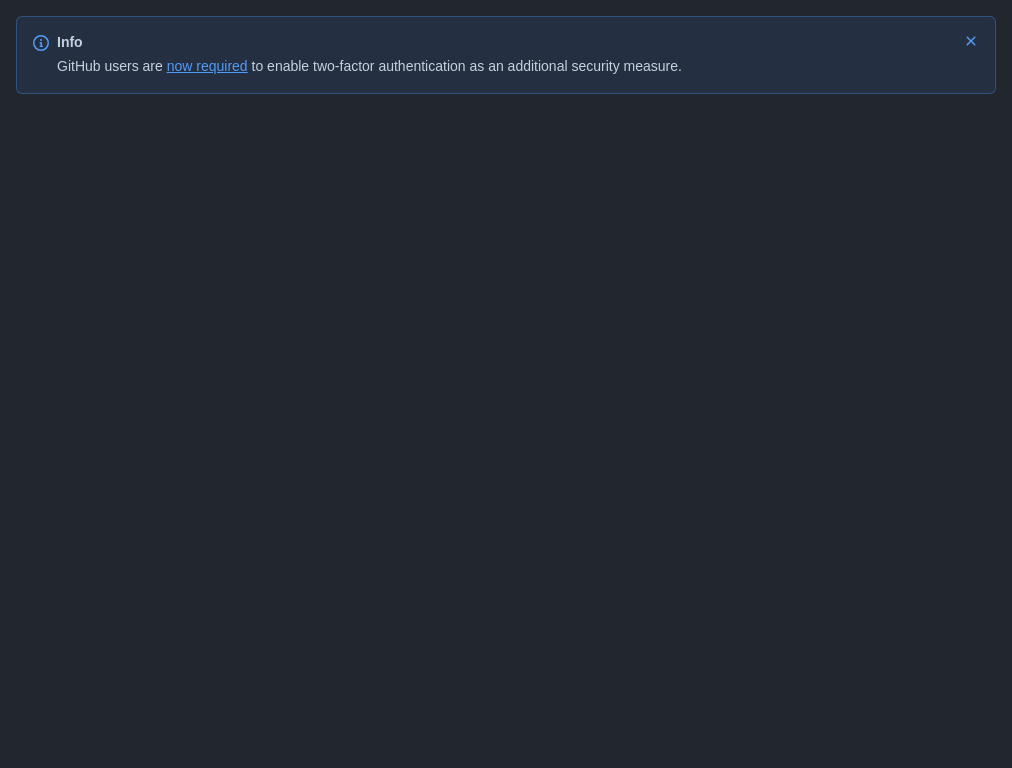 Info
GitHub users are now required to enable two-factor authentication as an additional security measure.